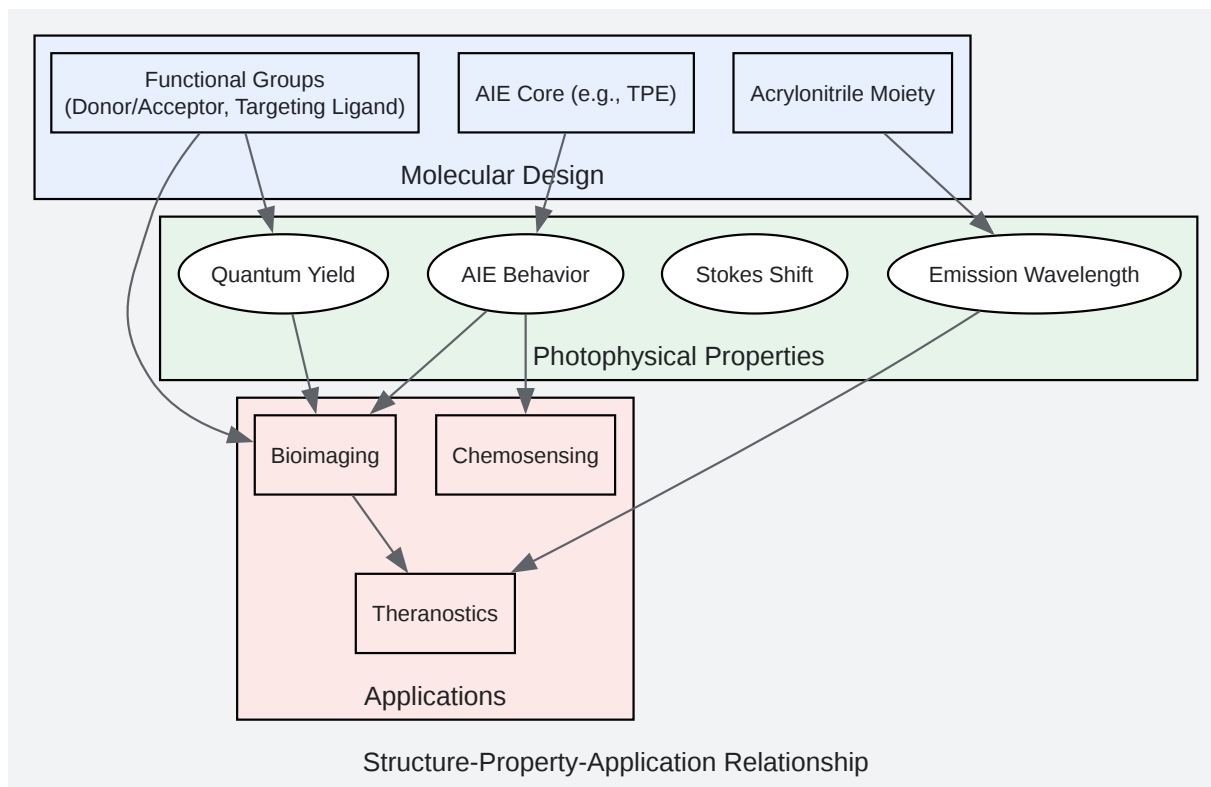 Functional Groups
(Donor/Acceptor, Targeting Ligand)
AIE Core (e.g., TPE)
Acrylonitrile Moiety
Molecular Design
Quantum Yield
AIE Behavior
Stokes Shift
Emission Wavelength
Photophysical Properties
Bioimaging
Chemosensing
Theranostics
Applications
Structure-Property-Application Relationship